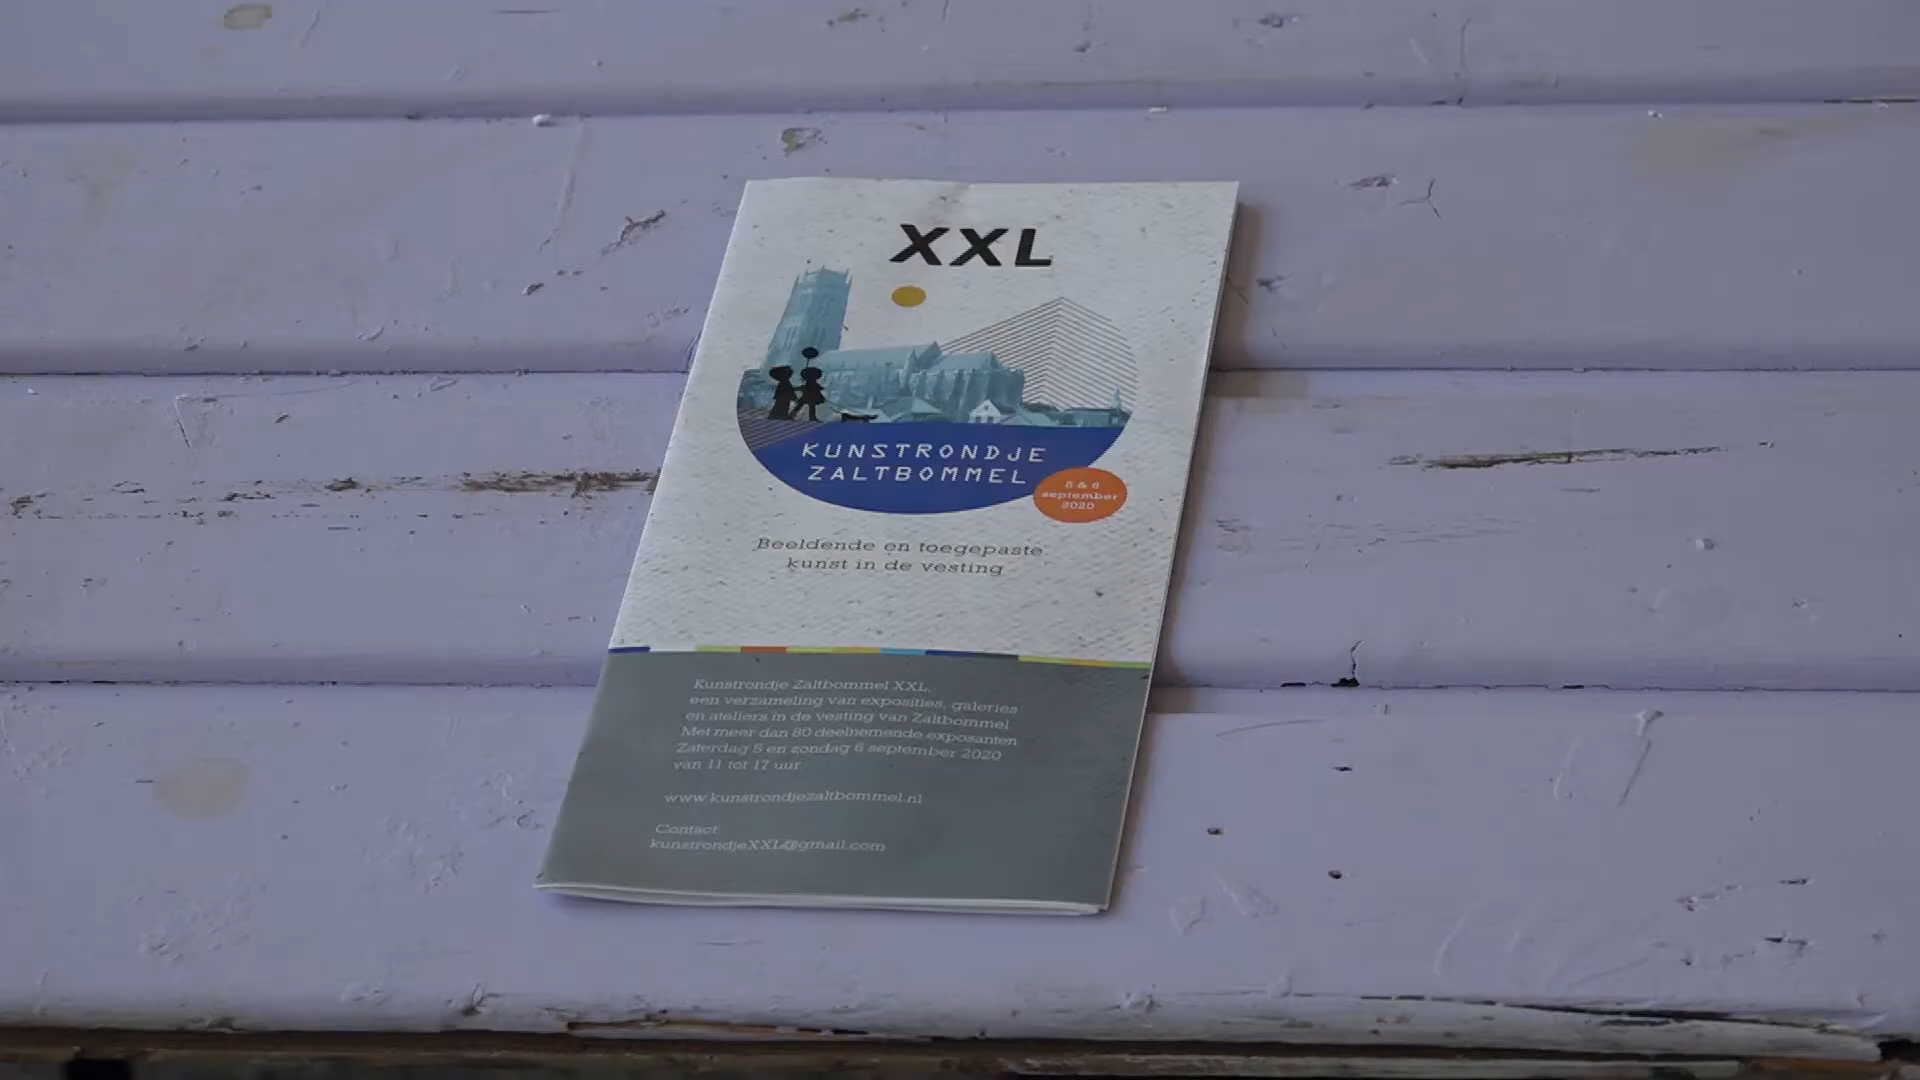 XXL
KUNSTRONDJE
ZALTBOMMEL
5 & 6
september
2020
Beeldende en toegepaste
kunst in de vesting
Kunstrondje Zaltbommel XXL,
een verzameling van exposities, galeries
en ateliers in de vesting van Zaltbommel
Met meer dan 80 deelnemende exposanten
Zaterdag 5 en zondag 6 september 2020
van 11 tot 17 uur
www.kunstrondjezaltbommel.nl
Contact
kunstrondjeXXL@gmail.com